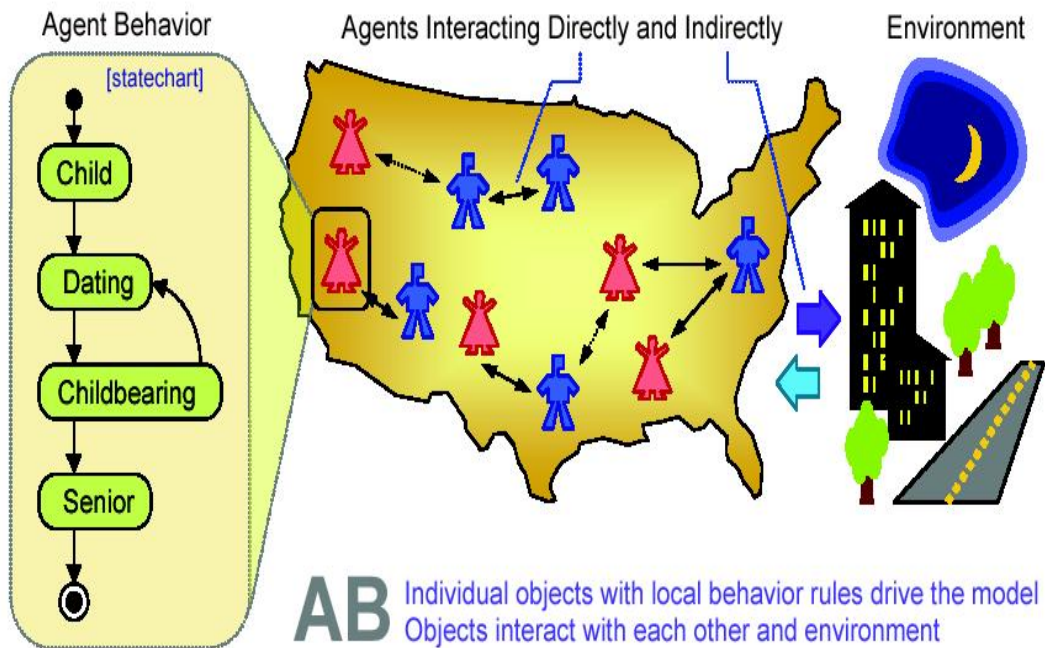 Agent Behavior
Agents Interacting Directly and Indirectly
Environment
[statechart]
Child
Dating
Childbearing
Senior
AB
Individual objects with local behavior rules drive the model
Objects interact with each other and environment